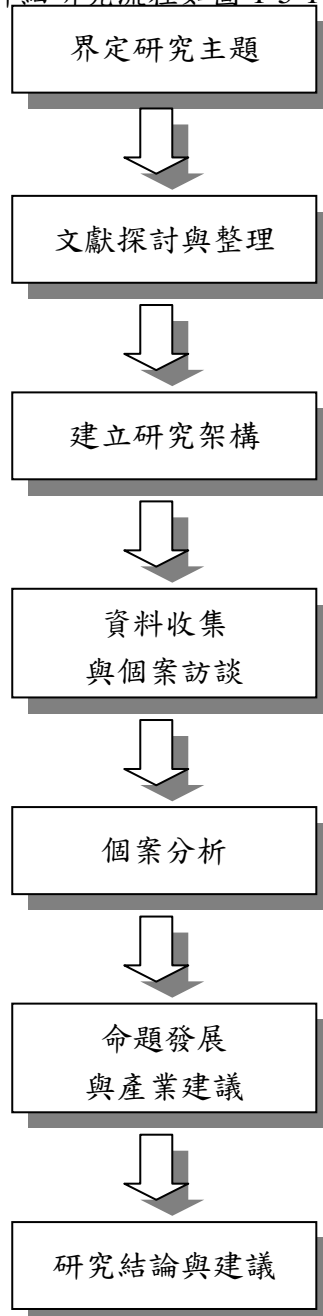 研究流程如圖 1-3-1
界定研究主題
文獻探討與整理
建立研究架構
資料收集
與個案訪談
個案分析
命題發展
與產業建議
研究結論與建議